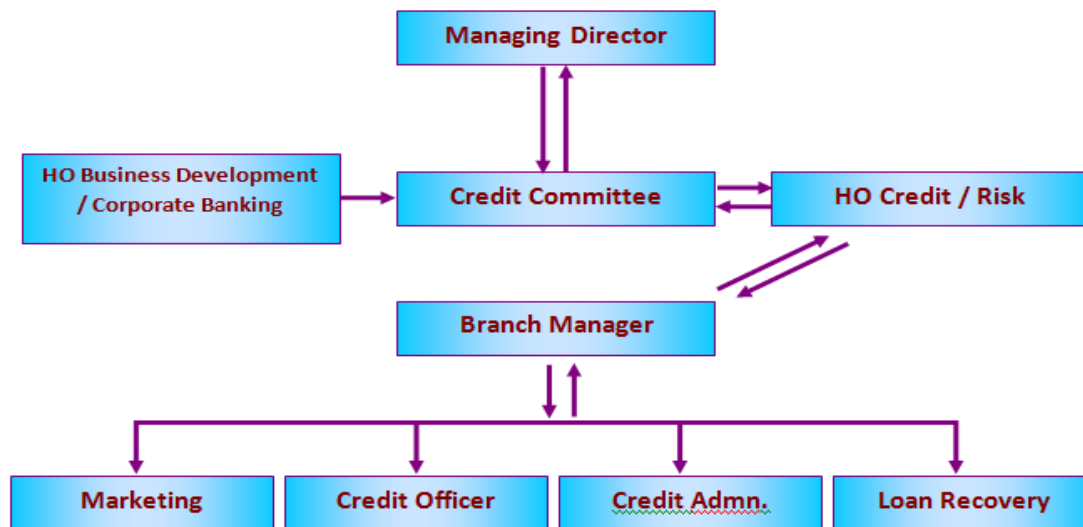 Managing Director
HO Business Development
/ Corporate Banking
Credit Committee
HO Credit / Risk
Branch Manager
Marketing
Credit Officer
Credit Admn.
Loan Recovery